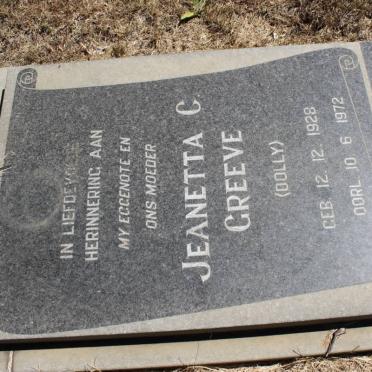 IN LIEFDEVOLLE
HERINNERING AAN
MY EGGENOTE EN
ONS MOEDER
JEANETTA C.
GREEVE
(DOLLY)
GEB. 12. 12. 1928
OORL. 10. 6. 1972